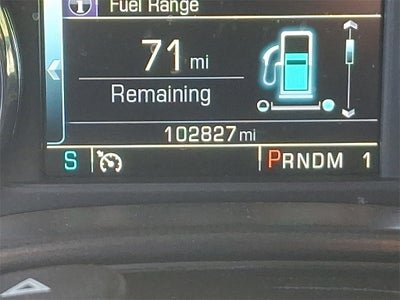 Fuel Range
71 mi
Remaining
102827 mi
S PRNDM 1